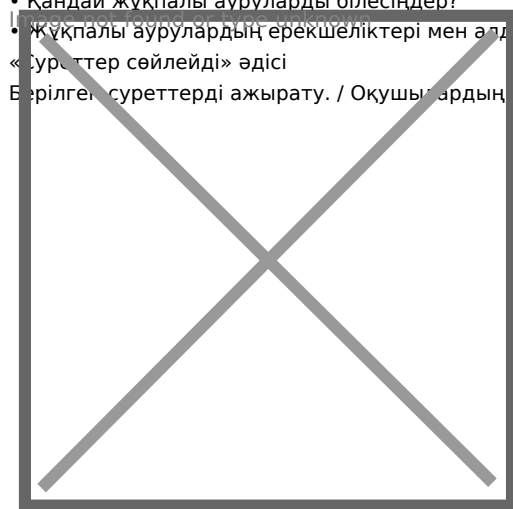 • Қандай жұқпалы ауруларды білесіңдер?
Image not found or type unknown
• Жұқпалы аурулардың ерекшеліктері мен
«Суреттер сөйлейді» әдісі
Берілген суреттерді ажырату. / Оқушылардың